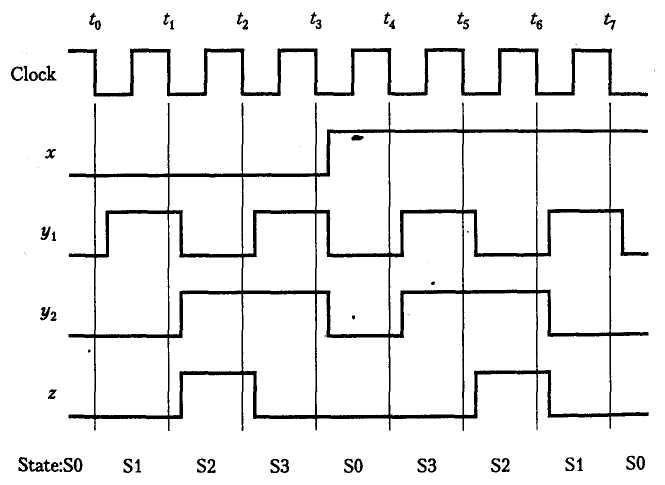 t0 t1 t2 t3 t4 t5 t6 t7
Clock
x
y1
y2
z
State:S0 S1 S2 S3 S0 S3 S2 S1 S0